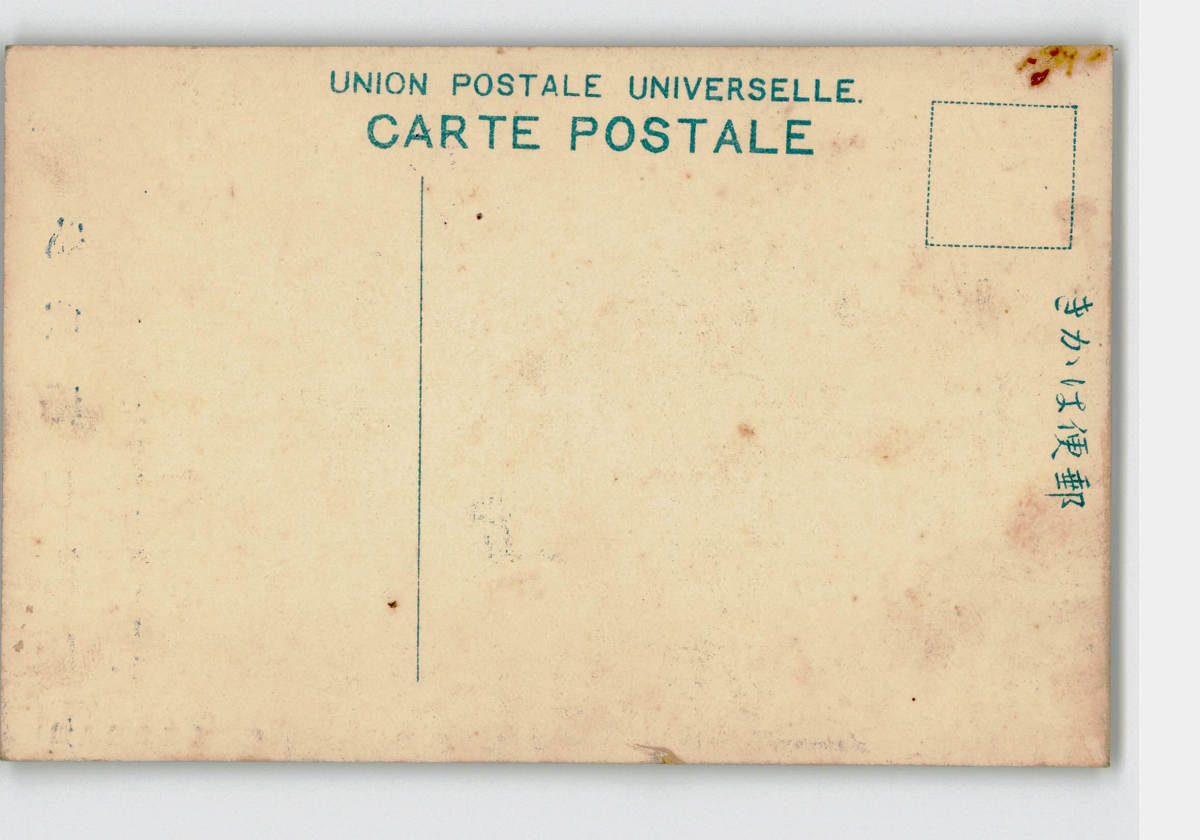 UNION POSTALE UNIVERSELLE.
CARTE POSTALE
きかは便郵